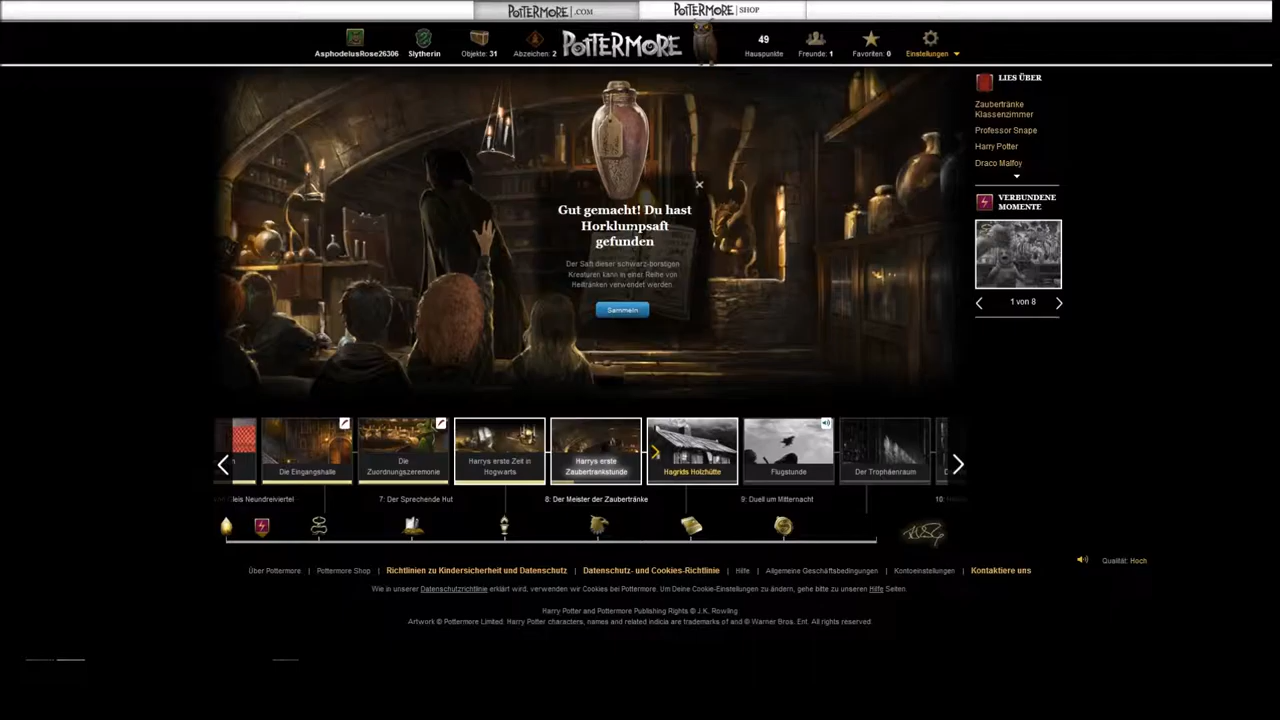 POTTERMORE .COM
POTTERMORE SHOP
AsphodelusRose26306
Slytherin
Objekte: 31
Abzeichen: 2
POTTERMORE
49
Hauspunkte
Freunde: 1
Favoriten: 0
Einstellungen
LIES ÜBER
Zaubertränke
Klassenzimmer
Professor Snape
Harry Potter
Draco Malfoy
VERBUNDENE
MOMENTE
1 von 8
Gut gemacht! Du hast
Horklumpsaft
gefunden
Der Saft dieser schwarz-borstigen
Kreaturen kann in einer Reihe von
Heiltränken verwendet werden.
Sammeln
Die Eingangshalle
Die
Zuordnungszeremonie
Harrys erste Zeit in
Hogwarts
Harrys erste
Zaubertrankstunde
Hagrids Holzhütte
Flugstunde
Der Trophäenraum
Gleis Neundreiviertel
7: Der Sprechende Hut
8: Der Meister der Zaubertränke
9: Duell um Mitternacht
10:
Qualität: Hoch
Über Pottermore | Pottermore Shop | Richtlinien zu Kindersicherheit und Datenschutz | Datenschutz- und Cookies-Richtlinie | Hilfe | Allgemeine Geschäftsbedingungen | Kontoeinstellungen | Kontaktiere uns
Wie in unserer Datenschutzrichtlinie erklärt wird, verwenden wir Cookies bei Pottermore. Um Deine Cookie-Einstellungen zu ändern, gehe bitte zu unseren Hilfe Seiten.
Harry Potter and Pottermore Publishing Rights © J.K. Rowling
Artwork © Pottermore Limited. Harry Potter characters, names and related indicia are trademarks of and © Warner Bros. Ent. All rights reserved